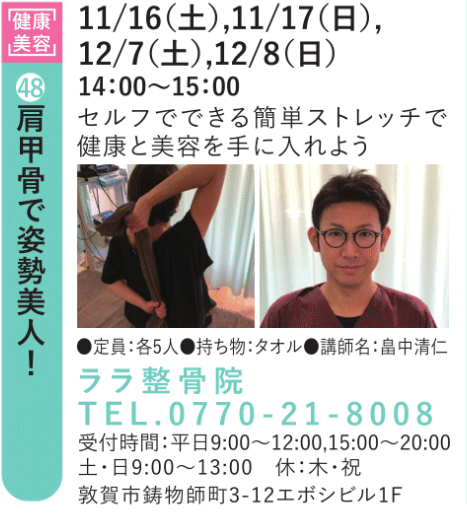 健康
美容
48
肩甲骨で姿勢美人！
11/16(土),11/17(日),
12/7(土),12/8(日)
14:00〜15:00
セルフでできる簡単ストレッチで
健康と美容を手に入れよう
●定員：各5人●持ち物：タオル●講師名：畠中清仁
ララ整骨院
TEL.0770-21-8008
受付時間：平日9:00〜12:00,15:00〜20:00
土・日9:00〜13:00　休：木・祝
敦賀市鋳物師町3-12エボシビル1F